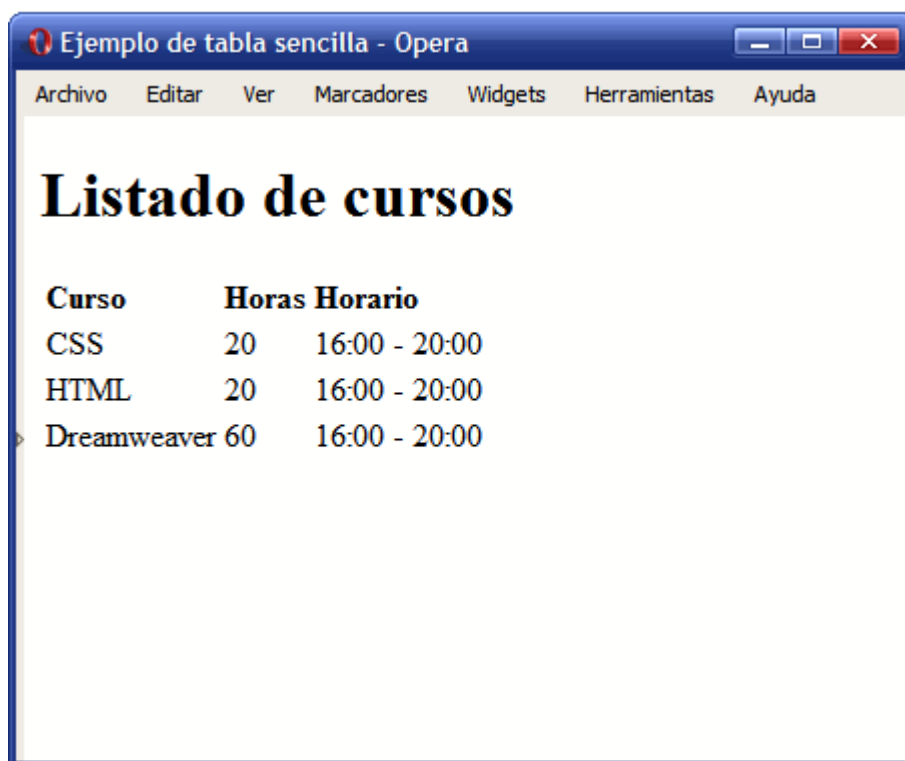 Ejemplo de tabla sencilla - Opera
Archivo Editar Ver Marcadores Widgets Herramientas Ayuda
Listado de cursos
Curso Horas Horario
CSS 20 16:00 - 20:00
HTML 20 16:00 - 20:00
Dreamweaver 60 16:00 - 20:00